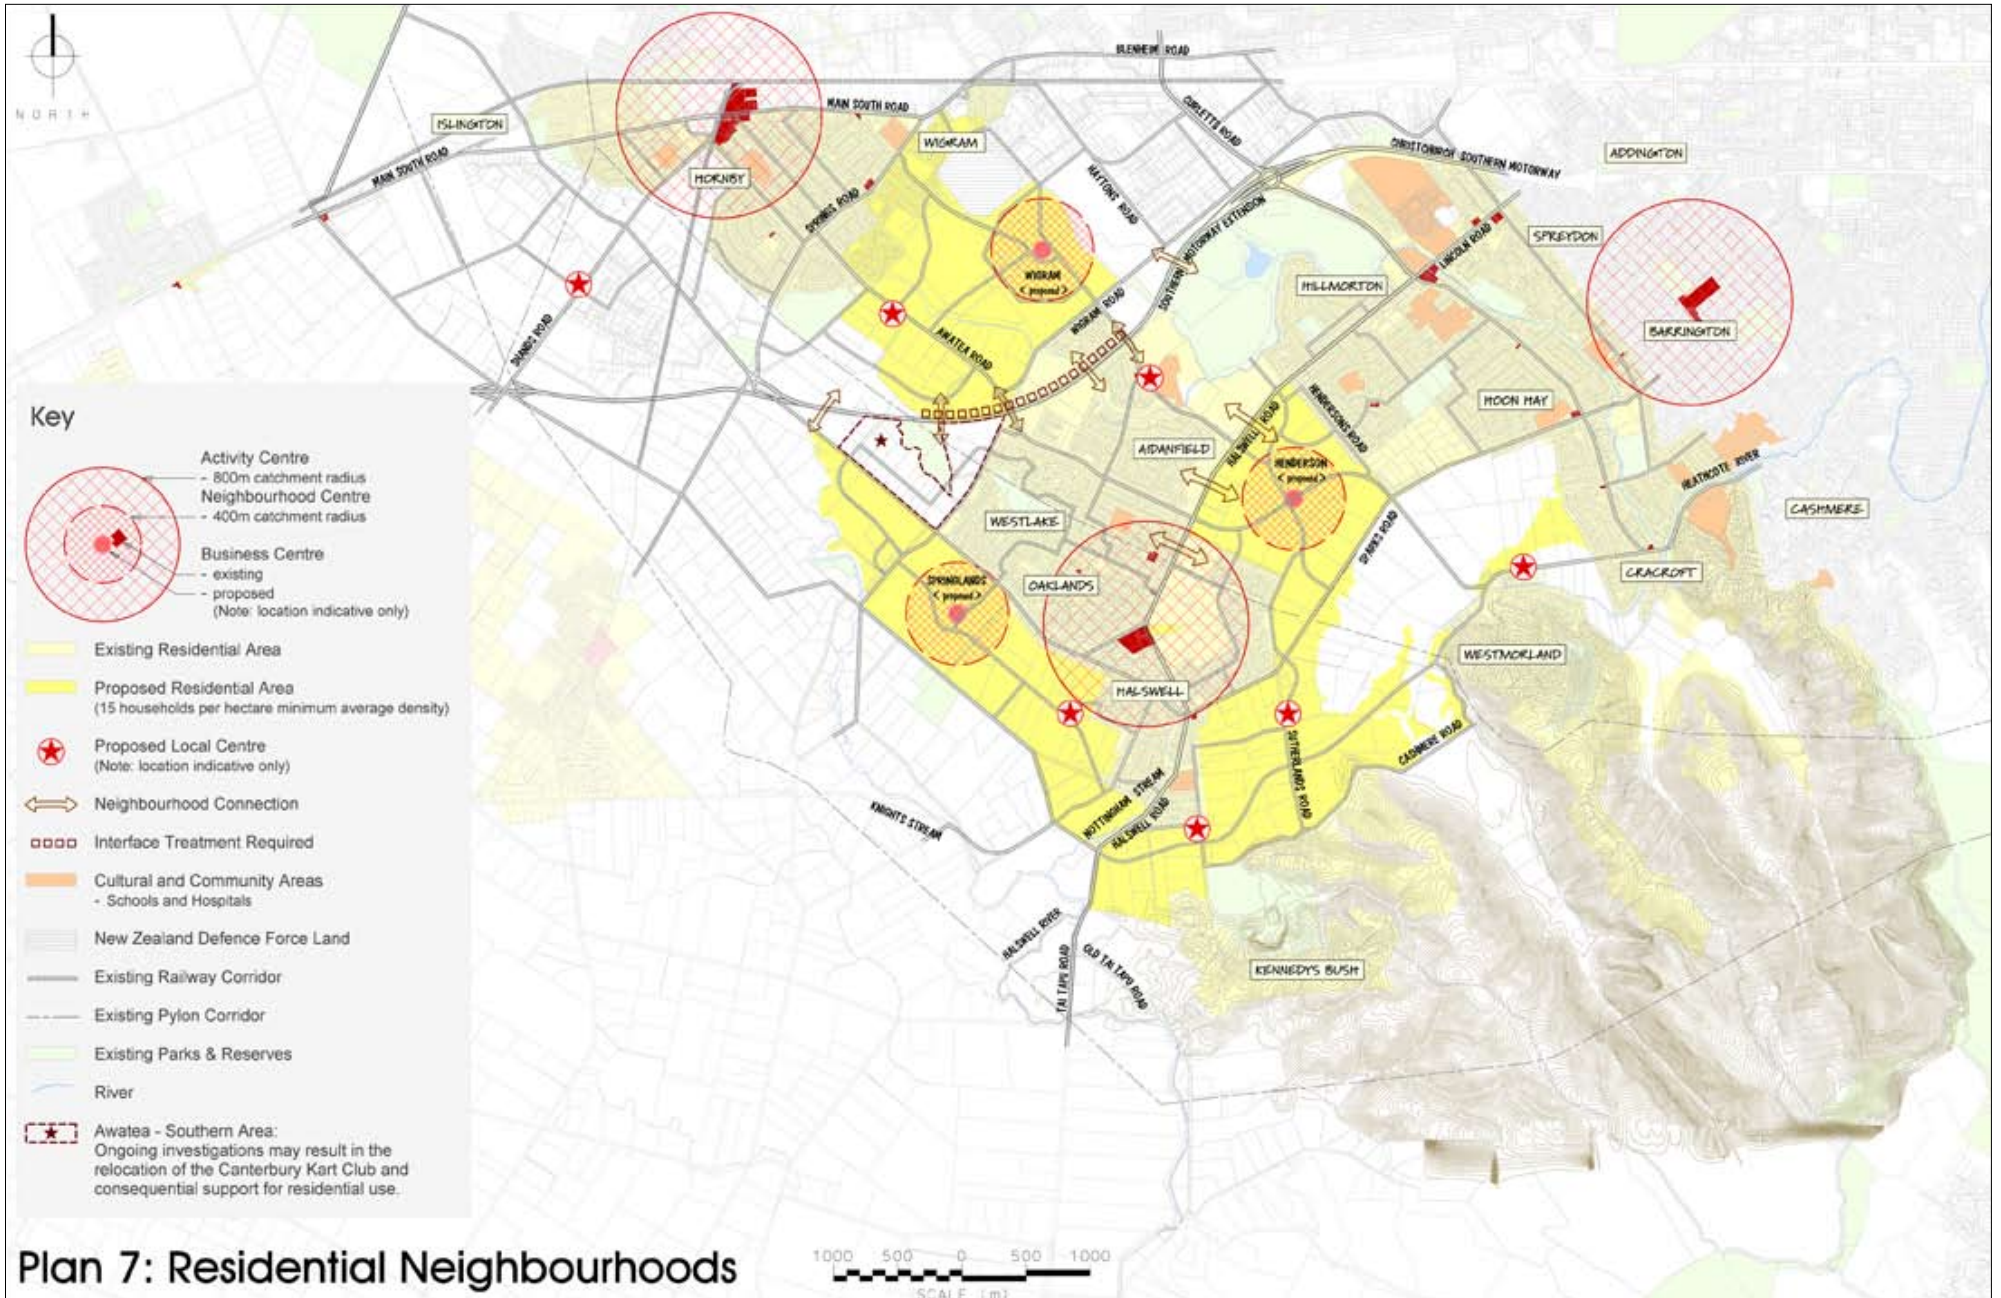 NORTH
BLENHEIM ROAD
ISLINGTON
MAIN SOUTH ROAD
WIGRAM
CURLETTS ROAD
CHRISTCHURCH SOUTHERN MOTORWAY
ADDINGTON
MAIN SOUTH ROAD
HORNBY
HAYTONS ROAD
SPRINGS ROAD
SOUTHERN MOTORWAY EXTENSION
LINCOLN ROAD
SPREYDON
WIGRAM
< proposed >
HILLMORTON
WIGRAM ROAD
BARRINGTON
SHANDS ROAD
AWATEA ROAD
HOON HAY
HENDERSONS ROAD
HALSWELL ROAD
AIDANFIELD
HENDERSON
< proposed >
HEATHCOTE RIVER
CASHMERE
WESTLAKE
SPARKS ROAD
CRACROFT
SPRINGLANDS
< proposed >
OAKLANDS
WESTMORLAND
HALSWELL
SUTHERLANDS ROAD
CASHMERE ROAD
KNIGHTS STREAM
NOTTINGHAM STREAM
HALSWELL ROAD
HALSWELL RIVER
TAI TAPU ROAD
OLD TAI TAPU ROAD
KENNEDYS BUSH
Key
Activity Centre
- 800m catchment radius
Neighbourhood Centre
- 400m catchment radius
Business Centre
- existing
- proposed
(Note: location indicative only)
Existing Residential Area
Proposed Residential Area
(15 households per hectare minimum average density)
Proposed Local Centre
(Note: location indicative only)
Neighbourhood Connection
Interface Treatment Required
Cultural and Community Areas
- Schools and Hospitals
New Zealand Defence Force Land
Existing Railway Corridor
Existing Pylon Corridor
Existing Parks & Reserves
River
Awatea - Southern Area:
Ongoing investigations may result in the
relocation of the Canterbury Kart Club and
consequential support for residential use.
Plan 7: Residential Neighbourhoods
1000 500 0 500 1000
SCALE (m)